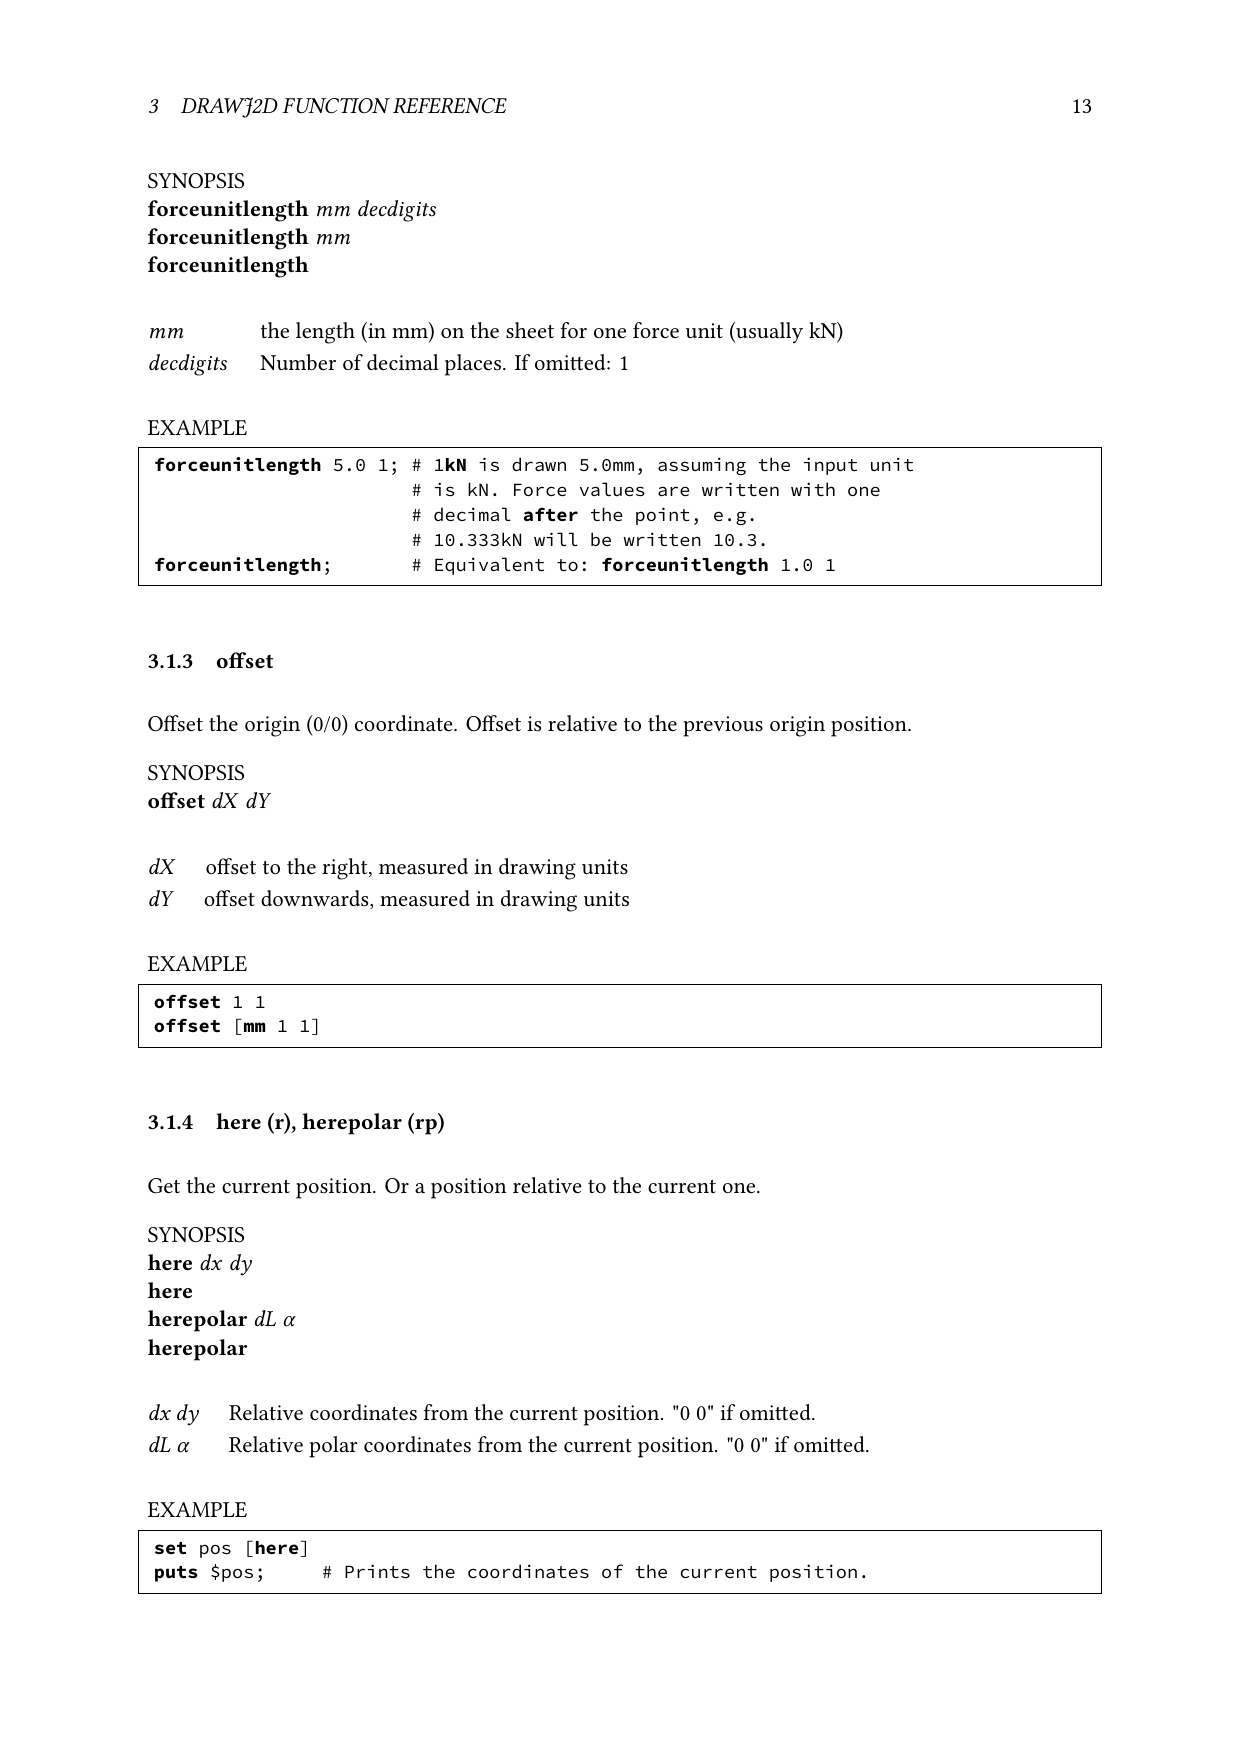 3 DRAWJ2D FUNCTION REFERENCE 13
SYNOPSIS
forceunitlength mm decdigits
forceunitlength mm
forceunitlength
mm the length (in mm) on the sheet for one force unit (usually kN)
decdigits Number of decimal places. If omitted: 1
EXAMPLE
forceunitlength 5.0 1; # 1kN is drawn 5.0mm, assuming the input unit
# is kN. Force values are written with one
# decimal after the point, e.g.
# 10.333kN will be written 10.3.
forceunitlength; # Equivalent to: forceunitlength 1.0 1
3.1.3 offset
Offset the origin (0/0) coordinate. Offset is relative to the previous origin position.
SYNOPSIS
offset dX dY
dX offset to the right, measured in drawing units
dY offset downwards, measured in drawing units
EXAMPLE
offset 1 1
offset [mm 1 1]
3.1.4 here (r), herepolar (rp)
Get the current position. Or a position relative to the current one.
SYNOPSIS
here dx dy
here
herepolar dL α
herepolar
dx dy Relative coordinates from the current position. "0 0" if omitted.
dL α Relative polar coordinates from the current position. "0 0" if omitted.
EXAMPLE
set pos [here]
puts $pos; # Prints the coordinates of the current position.